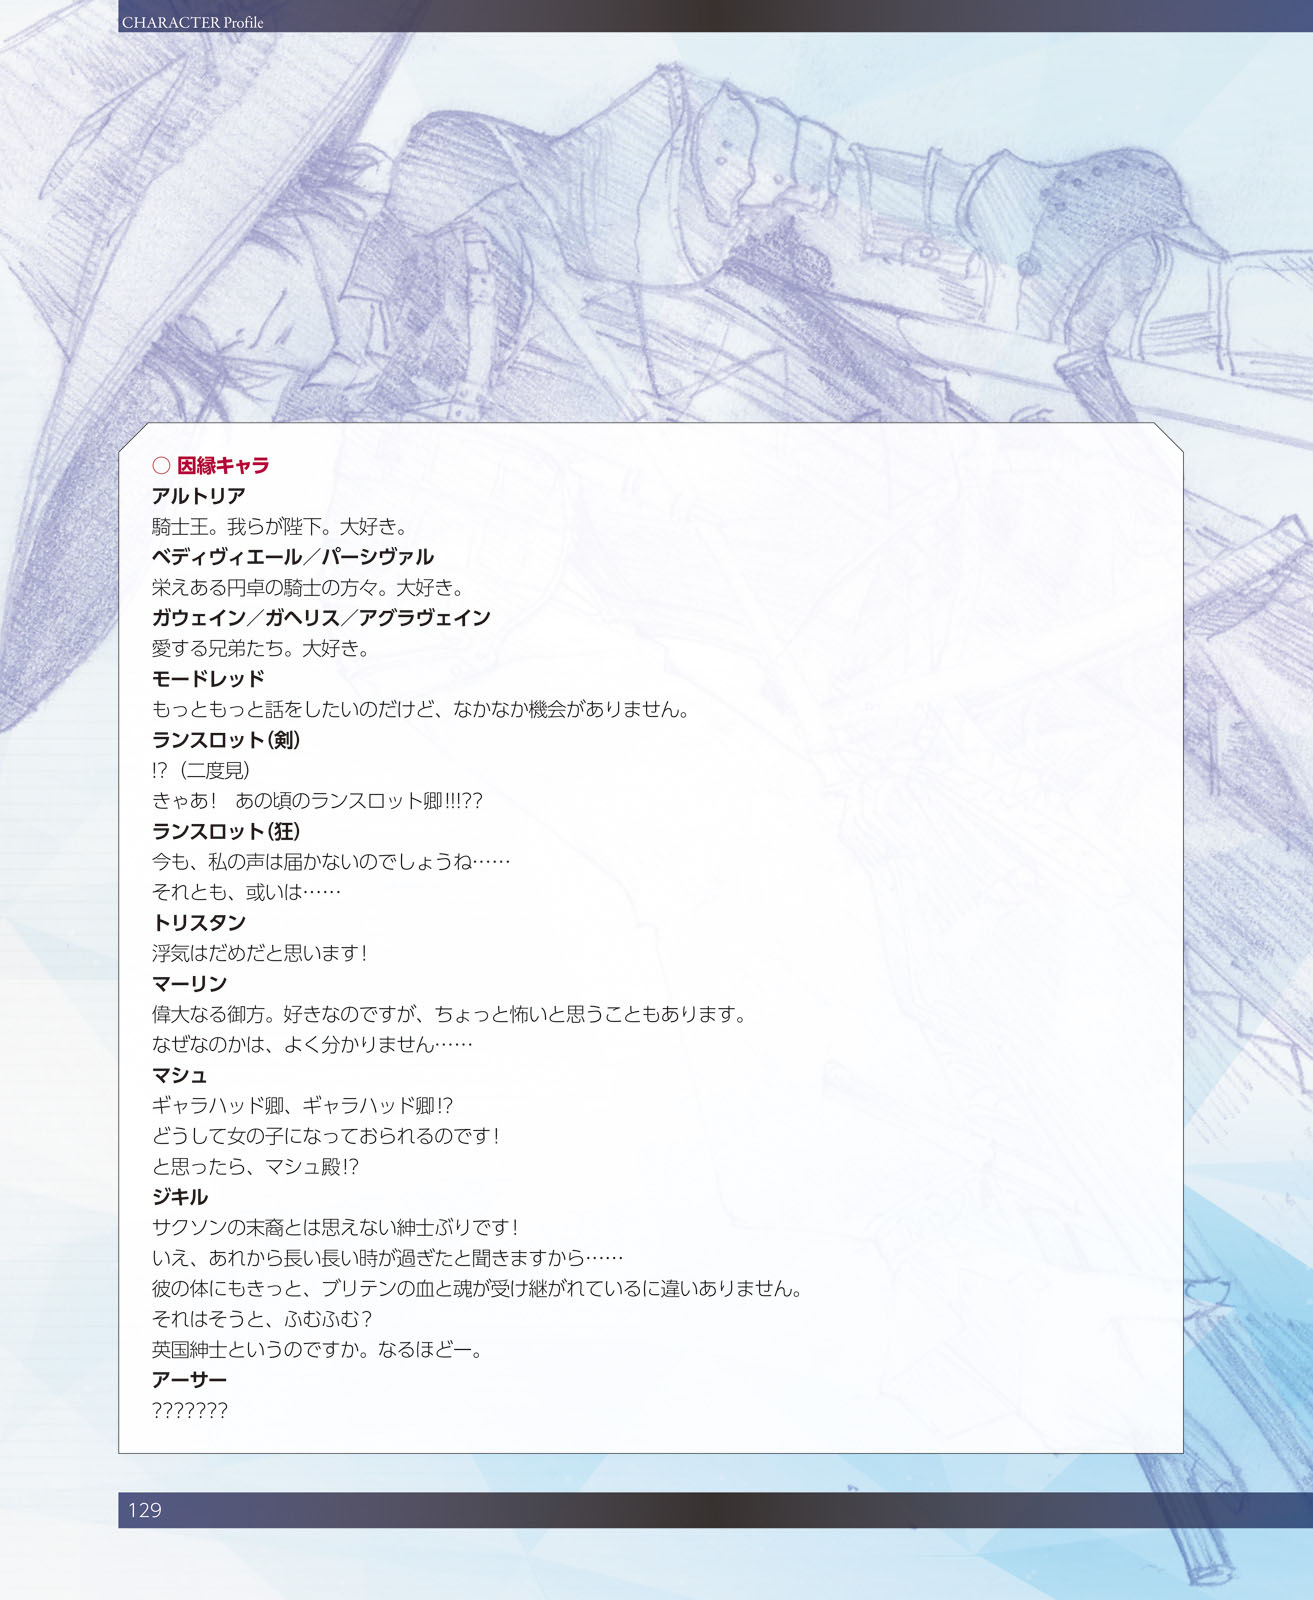 CHARACTER Profile
○ 因縁キャラ
アルトリア
騎士王。我らが陛下。大好き。
ベディヴィエール／パーシヴァル
栄えある円卓の騎士の方々。大好き。
ガウェイン／ガヘリス／アグラヴェイン
愛する兄弟たち。大好き。
モードレッド
もっともっと話をしたいのだけど、なかなか機会がありません。
ランスロット（剣）
!?（二度見）
きゃあ！　あの頃のランスロット卿!!!??
ランスロット（狂）
今も、私の声は届かないのでしょうね……
それとも、或いは……
トリスタン
浮気はだめだと思います！
マーリン
偉大なる御方。好きなのですが、ちょっと怖いと思うこともあります。
なぜなのかは、よく分かりません……
マシュ
ギャラハッド卿、ギャラハッド卿!?
どうして女の子になっておられるのです！
と思ったら、マシュ殿!?
ジキル
サクソンの末裔とは思えない紳士ぶりです！
いえ、あれから長い長い時が過ぎたと聞きますから……
彼の体にもきっと、ブリテンの血と魂が受け継がれているに違いありません。
それはそうと、ふむふむ？
英国紳士というのですか。なるほどー。
アーサー
???????
129